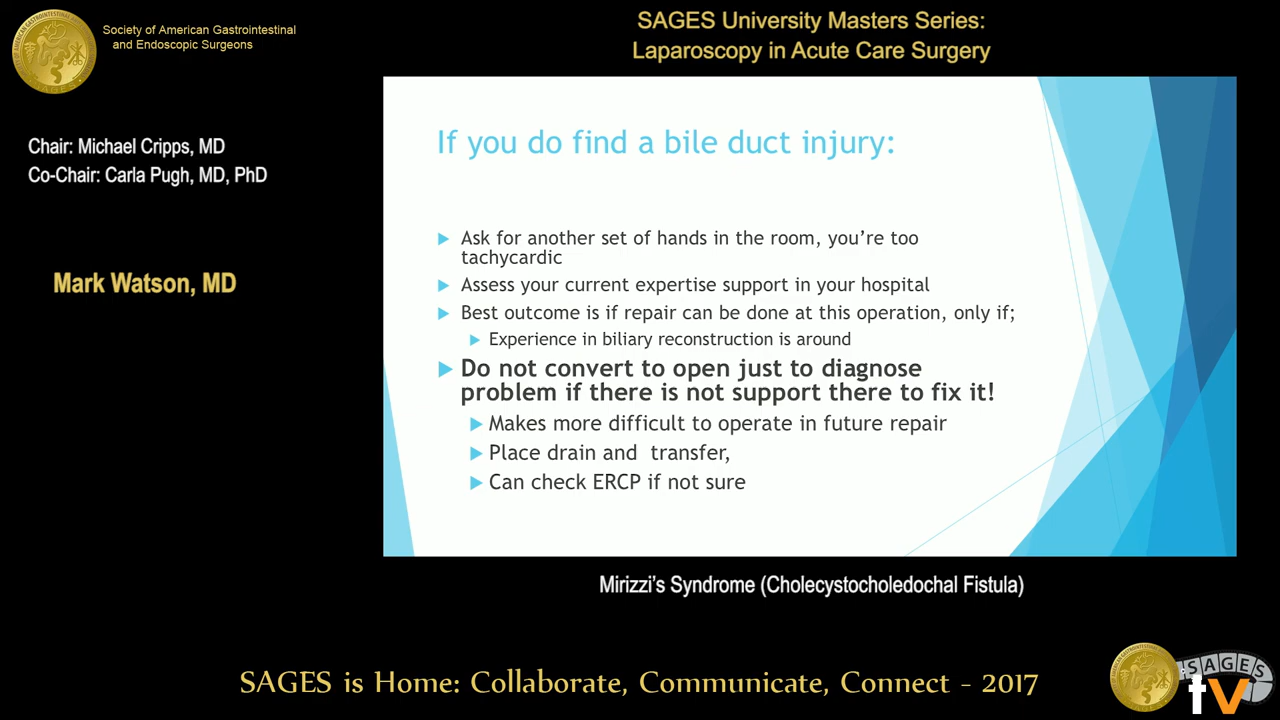 Society of American Gastrointestinal
and Endoscopic Surgeons
SAGES University Masters Series:
Laparoscopy in Acute Care Surgery
Chair: Michael Cripps, MD
Co-Chair: Carla Pugh, MD, PhD
Mark Watson, MD
If you do find a bile duct injury:
Ask for another set of hands in the room, you’re too
tachycardic
Assess your current expertise support in your hospital
Best outcome is if repair can be done at this operation, only if;
Experience in biliary reconstruction is around
Do not convert to open just to diagnose
problem if there is not support there to fix it!
Makes more difficult to operate in future repair
Place drain and  transfer,
Can check ERCP if not sure
Mirizzi’s Syndrome (Cholecystocholedochal Fistula)
SAGES is Home: Collaborate, Communicate, Connect - 2017
SAGES
tv